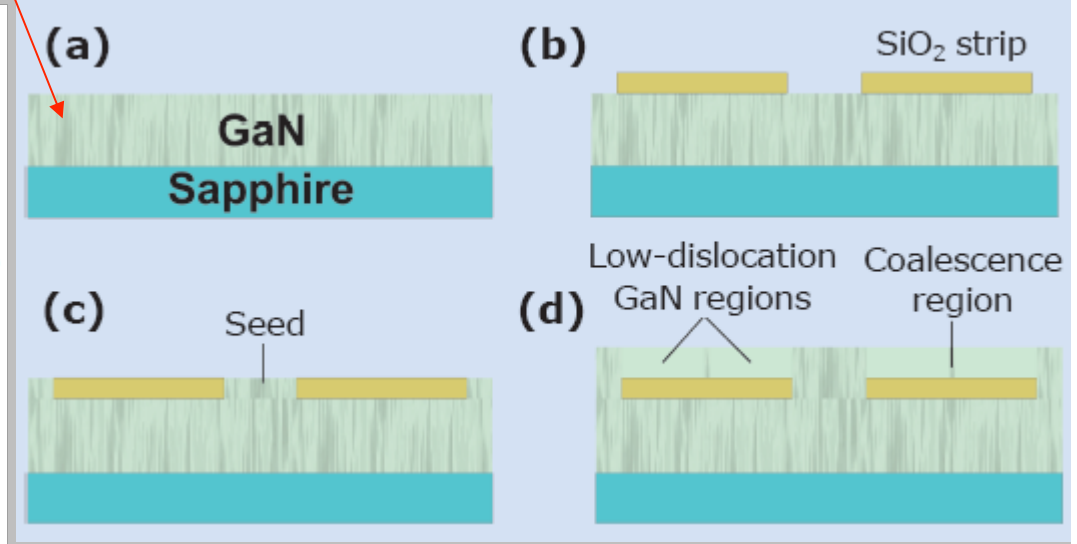 (a)
GaN
Sapphire
(b)
SiO₂ strip
(c)
Seed
(d)
Low-dislocation
GaN regions
Coalescence
region